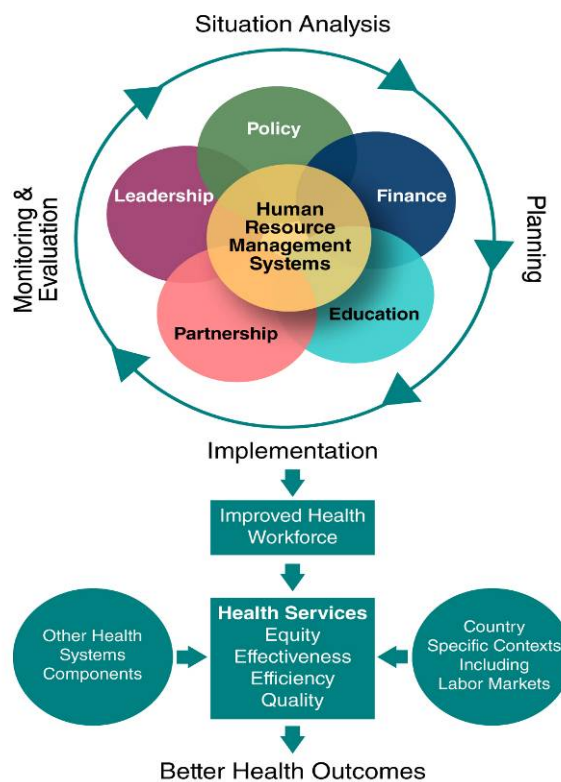 Situation Analysis
Policy
Leadership
Finance
Human
Resource
Management
Systems
Monitoring &
Evaluation
Planning
Partnership
Education
Implementation
Improved Health
Workforce
Other Health
Systems
Components
Health Services
Equity
Effectiveness
Efficiency
Quality
Country
Specific Contexts
Including
Labor Markets
Better Health Outcomes